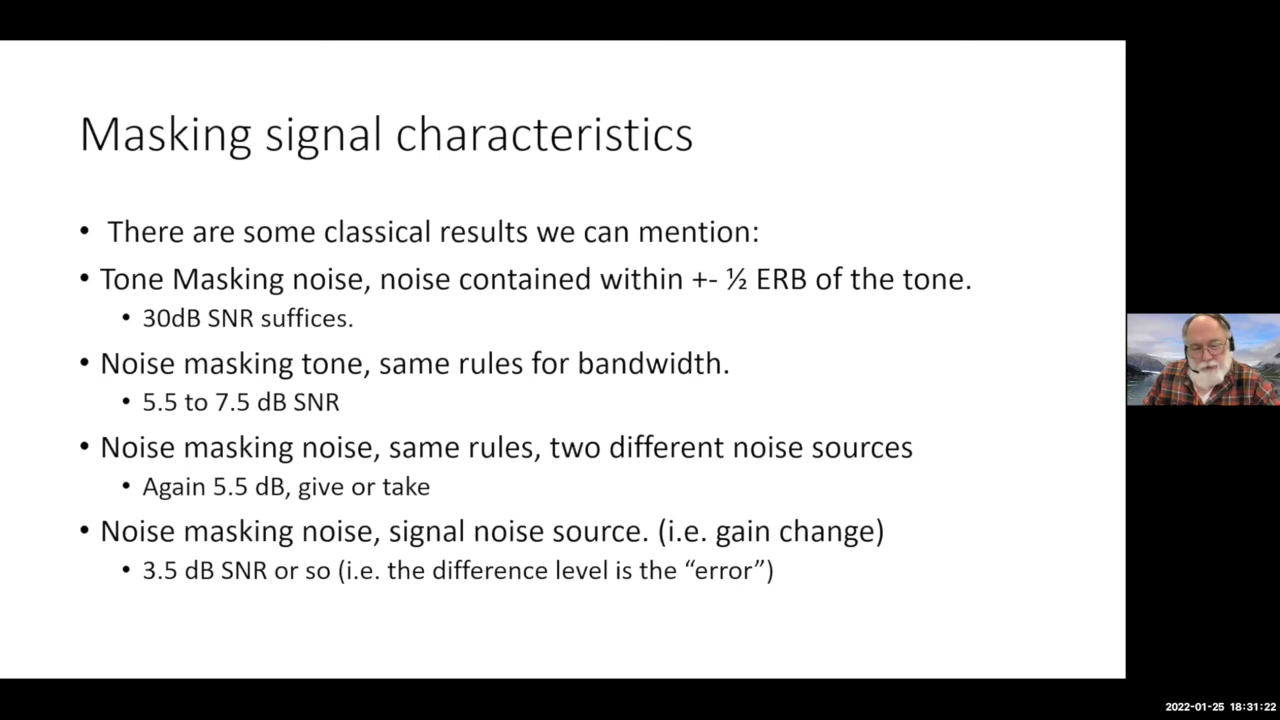 Masking signal characteristics
• There are some classical results we can mention:
• Tone Masking noise, noise contained within +- ½ ERB of the tone.
• 30dB SNR suffices.
• Noise masking tone, same rules for bandwidth.
• 5.5 to 7.5 dB SNR
• Noise masking noise, same rules, two different noise sources
• Again 5.5 dB, give or take
• Noise masking noise, signal noise source. (i.e. gain change)
• 3.5 dB SNR or so (i.e. the difference level is the “error”)
2022-01-25 18:31:22